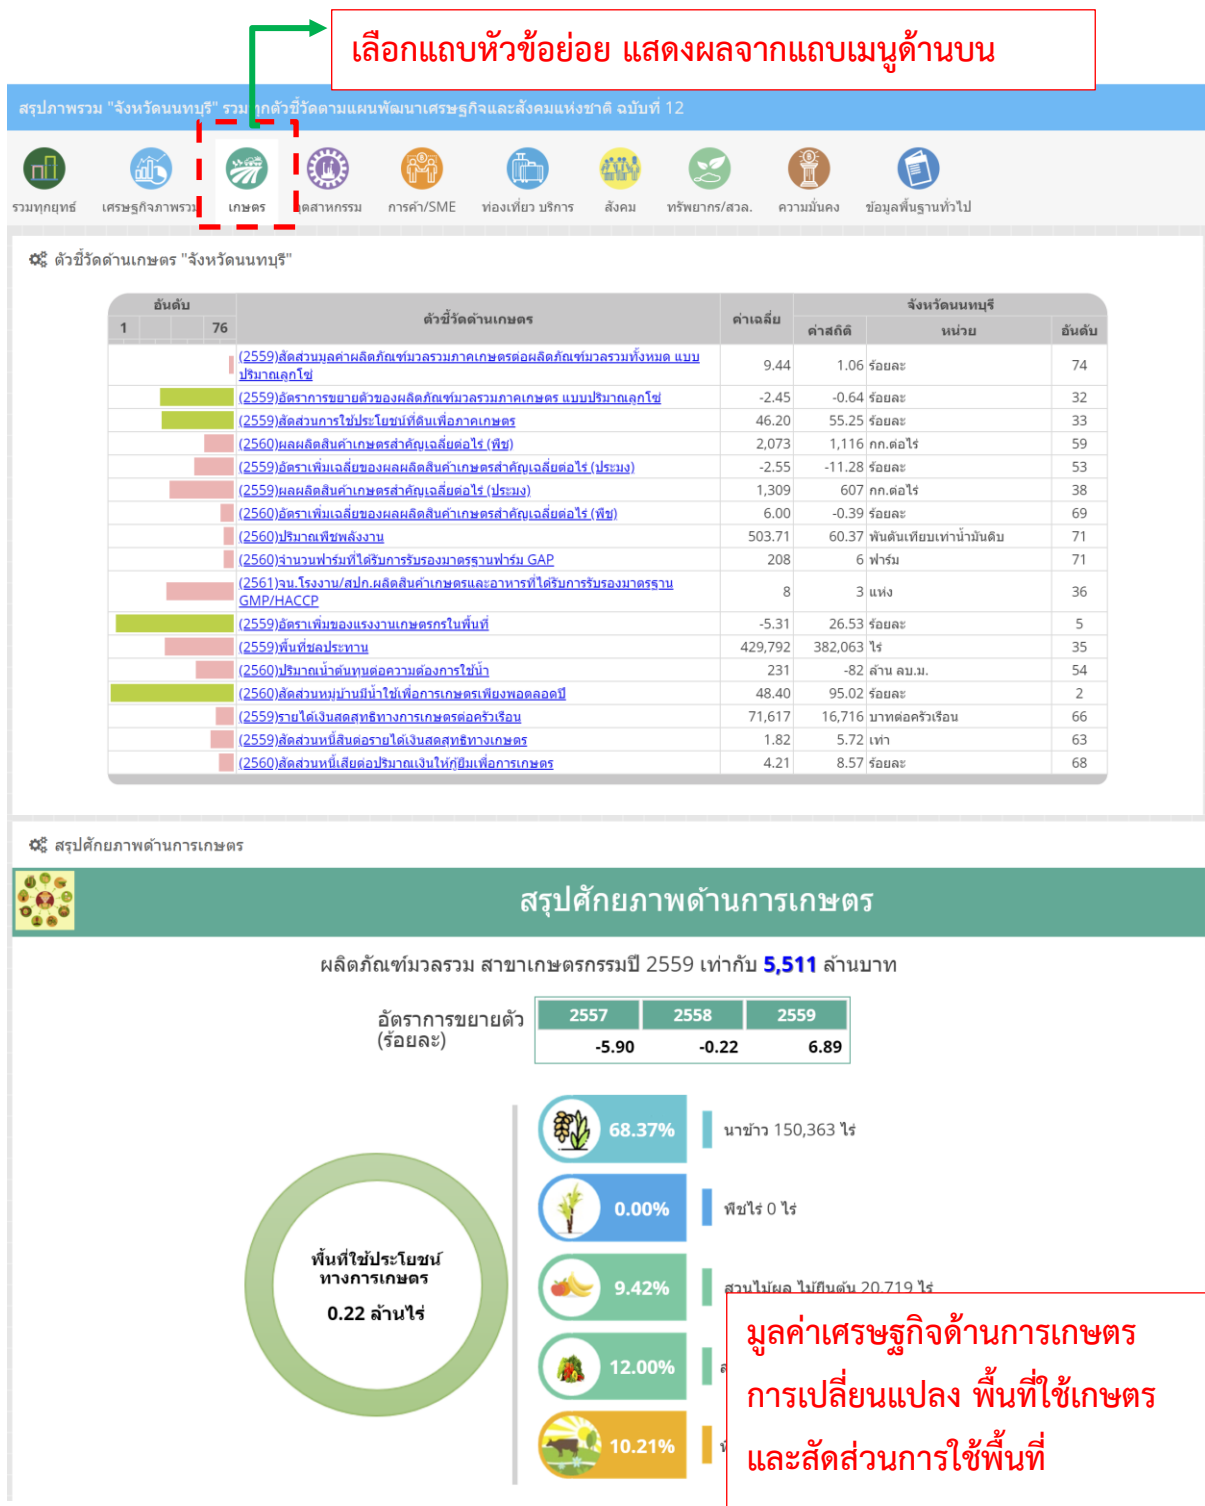 เลือกแถบหัวข้อย่อย แสดงผลจากแถบเมนูด้านบน
สรุปภาพรวม "จังหวัดนนทบุรี" รวมทุกตัวชี้วัดตามแผนพัฒนาเศรษฐกิจและสังคมแห่งชาติ ฉบับที่ 12
รวมทุกยุทธ์ เศรษฐกิจภาพรวม เกษตร อุตสาหกรรม การค้า/SME ท่องเที่ยว บริการ สังคม ทรัพยากร/สวล. ความมั่นคง ข้อมูลพื้นฐานทั่วไป
ตัวชี้วัดด้านเกษตร "จังหวัดนนทบุรี"
อันดับ ตัวชี้วัดด้านเกษตร ค่าเฉลี่ย จังหวัดนนทบุรี
1 76 ค่าสถิติ หน่วย อันดับ
(2559)สัดส่วนมูลค่าผลิตภัณฑ์มวลรวมภาคเกษตรต่อผลิตภัณฑ์มวลรวมทั้งหมด แบบ
ปริมาณลูกโซ่ 9.44 1.06 ร้อยละ 74
(2559)อัตราการขยายตัวของผลิตภัณฑ์มวลรวมภาคเกษตร แบบปริมาณลูกโซ่ -2.45 -0.64 ร้อยละ 32
(2559)สัดส่วนการใช้ประโยชน์ที่ดินเพื่อภาคเกษตร 46.20 55.25 ร้อยละ 33
(2560)ผลผลิตสินค้าเกษตรสำคัญเฉลี่ยต่อไร่ (พืช) 2,073 1,116 กก.ต่อไร่ 59
(2559)อัตราเพิ่มเฉลี่ยของผลผลิตสินค้าเกษตรสำคัญเฉลี่ยต่อไร่ (ประมง) -2.55 -11.28 ร้อยละ 53
(2559)ผลผลิตสินค้าเกษตรสำคัญเฉลี่ยต่อไร่ (ประมง) 1,309 607 กก.ต่อไร่ 38
(2560)อัตราเพิ่มเฉลี่ยของผลผลิตสินค้าเกษตรสำคัญเฉลี่ยต่อไร่ (พืช) 6.00 -0.39 ร้อยละ 69
(2560)ปริมาณพืชพลังงาน 503.71 60.37 พันตันเทียบเท่าน้ำมันดิบ 71
(2560)จำนวนฟาร์มที่ได้รับการรับรองมาตรฐานฟาร์ม GAP 208 6 ฟาร์ม 71
(2561)จน.โรงงาน/สปก.ผลิตสินค้าเกษตรและอาหารที่ได้รับการรับรองมาตรฐาน
GMP/HACCP 8 3 แห่ง 36
(2559)อัตราเพิ่มของแรงงานเกษตรกรในพื้นที่ -5.31 26.53 ร้อยละ 5
(2559)พื้นที่ชลประทาน 429,792 382,063 ไร่ 35
(2560)ปริมาณน้ำต้นทุนต่อความต้องการใช้น้ำ 231 -82 ล้าน ลบ.ม. 54
(2560)สัดส่วนหมู่บ้านมีน้ำใช้เพื่อการเกษตรเพียงพอตลอดปี 48.40 95.02 ร้อยละ 2
(2559)รายได้เงินสดสุทธิทางการเกษตรต่อครัวเรือน 71,617 16,716 บาทต่อครัวเรือน 66
(2559)สัดส่วนหนี้สินต่อรายได้เงินสดสุทธิทางเกษตร 1.82 5.72 เท่า 63
(2560)สัดส่วนหนี้เสียต่อปริมาณเงินให้กู้ยืมเพื่อการเกษตร 4.21 8.57 ร้อยละ 68
สรุปศักยภาพด้านการเกษตร
สรุปศักยภาพด้านการเกษตร
ผลิตภัณฑ์มวลรวม สาขาเกษตรกรรมปี 2559 เท่ากับ 5,511 ล้านบาท
อัตราการขยายตัว 2557 2558 2559
(ร้อยละ) -5.90 -0.22 6.89
68.37% นาข้าว 150,363 ไร่
0.00% พืชไร่ 0 ไร่
พื้นที่ใช้ประโยชน์
ทางการเกษตร
0.22 ล้านไร่
9.42% สวนไม้ผล ไม้ยืนต้น 20,719 ไร่
12.00%
10.21%
มูลค่าเศรษฐกิจด้านการเกษตร
การเปลี่ยนแปลง พื้นที่ใช้เกษตร
และสัดส่วนการใช้พื้นที่